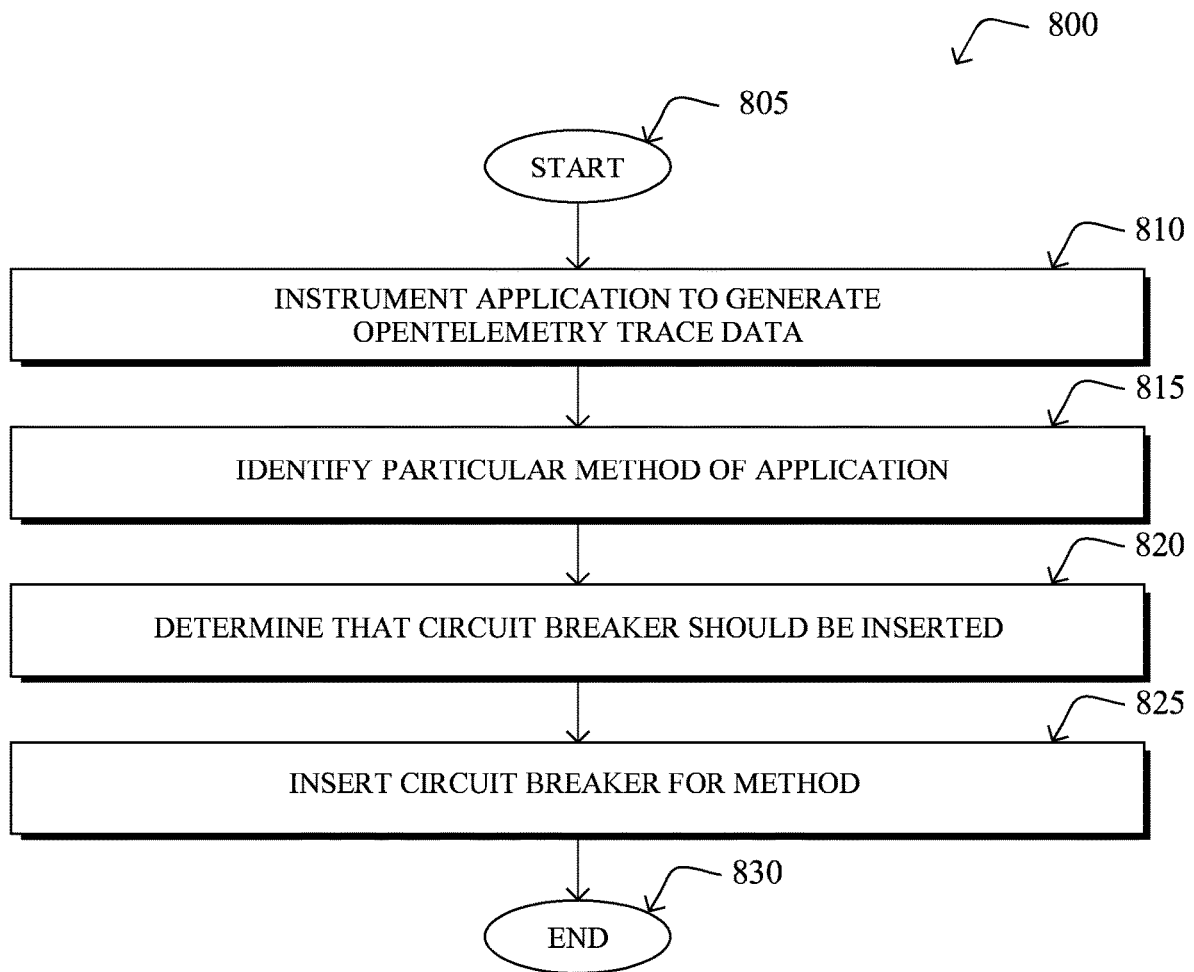 800
805
START
810
INSTRUMENT APPLICATION TO GENERATE
OPENTELEMETRY TRACE DATA
815
IDENTIFY PARTICULAR METHOD OF APPLICATION
820
DETERMINE THAT CIRCUIT BREAKER SHOULD BE INSERTED
825
INSERT CIRCUIT BREAKER FOR METHOD
830
END